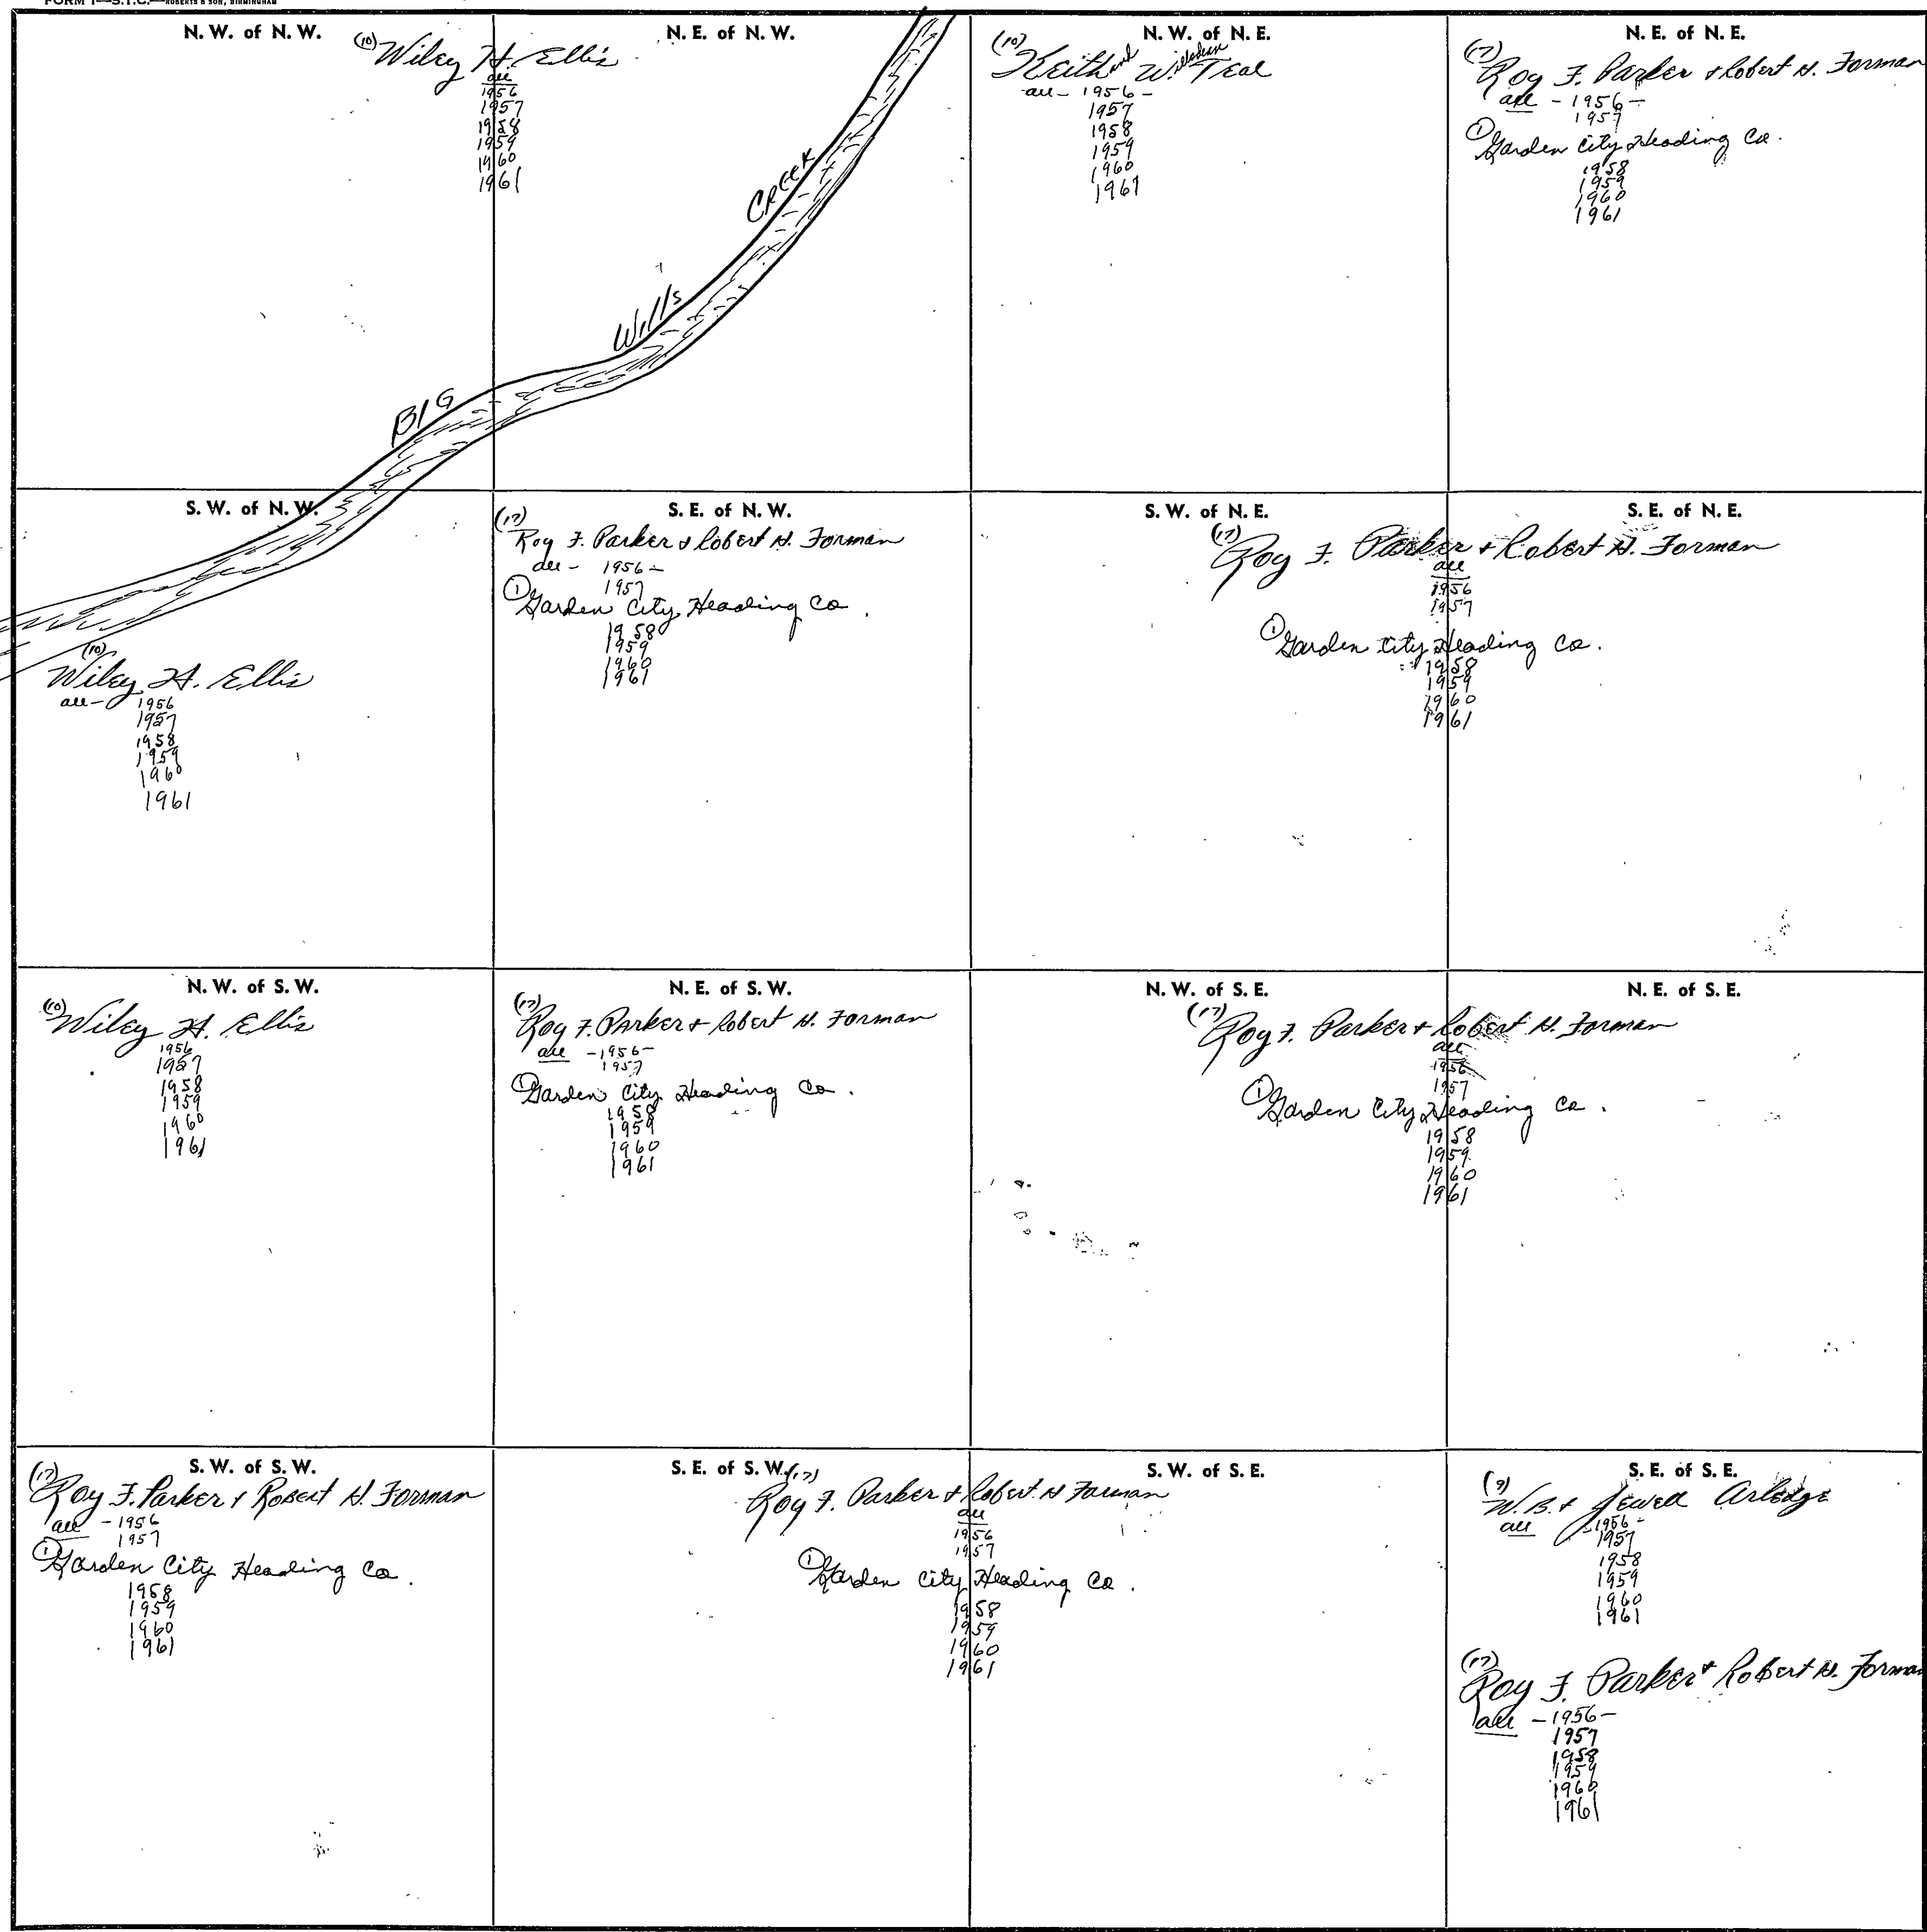 FORM 1—S.T.C.—ROBERTS & SON, BIRMINGHAM
N. W. of N. W.
N. E. of N. W.
(10) Wiley H. Ellis
all
1956
1957
1958
1959
1960
1961
BIG WILLS CREEK
N. W. of N. E.
(10)
Keith and Willodean Teal
all - 1956 -
1957
1958
1959
1960
1961
N. E. of N. E.
(17)
Roy F. Parker & Robert H. Forman
all - 1956 -
1957
(1) Garden City Heading Co.
1958
1959
1960
1961
S. W. of N. W.
(10)
Wiley H. Ellis
all - 1956
1957
1958
1959
1960
1961
S. E. of N. W.
(17)
Roy F. Parker & Robert H. Forman
all - 1956 -
1957
(1) Garden City Heading Co.
1958
1959
1960
1961
S. W. of N. E.
S. E. of N. E.
(17)
Roy F. Parker + Robert H. Forman
all
1956
1957
(1) Garden City Heading Co.
1958
1959
1960
1961
N. W. of S. W.
(10) Wiley H. Ellis
1956
1957
1958
1959
1960
1961
N. E. of S. W.
(17)
Roy F. Parker + Robert H. Forman
all - 1956 -
1957
(1) Garden City Heading Co.
1958
1959
1960
1961
N. W. of S. E.
N. E. of S. E.
(17)
Roy F. Parker + Robert H. Forman
all
1956
1957
(1) Garden City Heading Co.
1958
1959
1960
1961
S. W. of S. W.
(17)
Roy F. Parker & Robert H. Forman
all - 1956
1957
(1) Garden City Heading Co.
1958
1959
1960
1961
S. E. of S. W.
S. W. of S. E.
(17)
Roy F. Parker & Robert H Forman
all
1956
1957
(1) Garden City Heading Co.
1958
1959
1960
1961
S. E. of S. E.
(9)
W. B. & Jewell Arledge
all - 1956 -
1957
1958
1959
1960
1961
(17)
Roy F. Parker & Robert H. Forman
all - 1956 -
1957
1958
1959
1960
1961